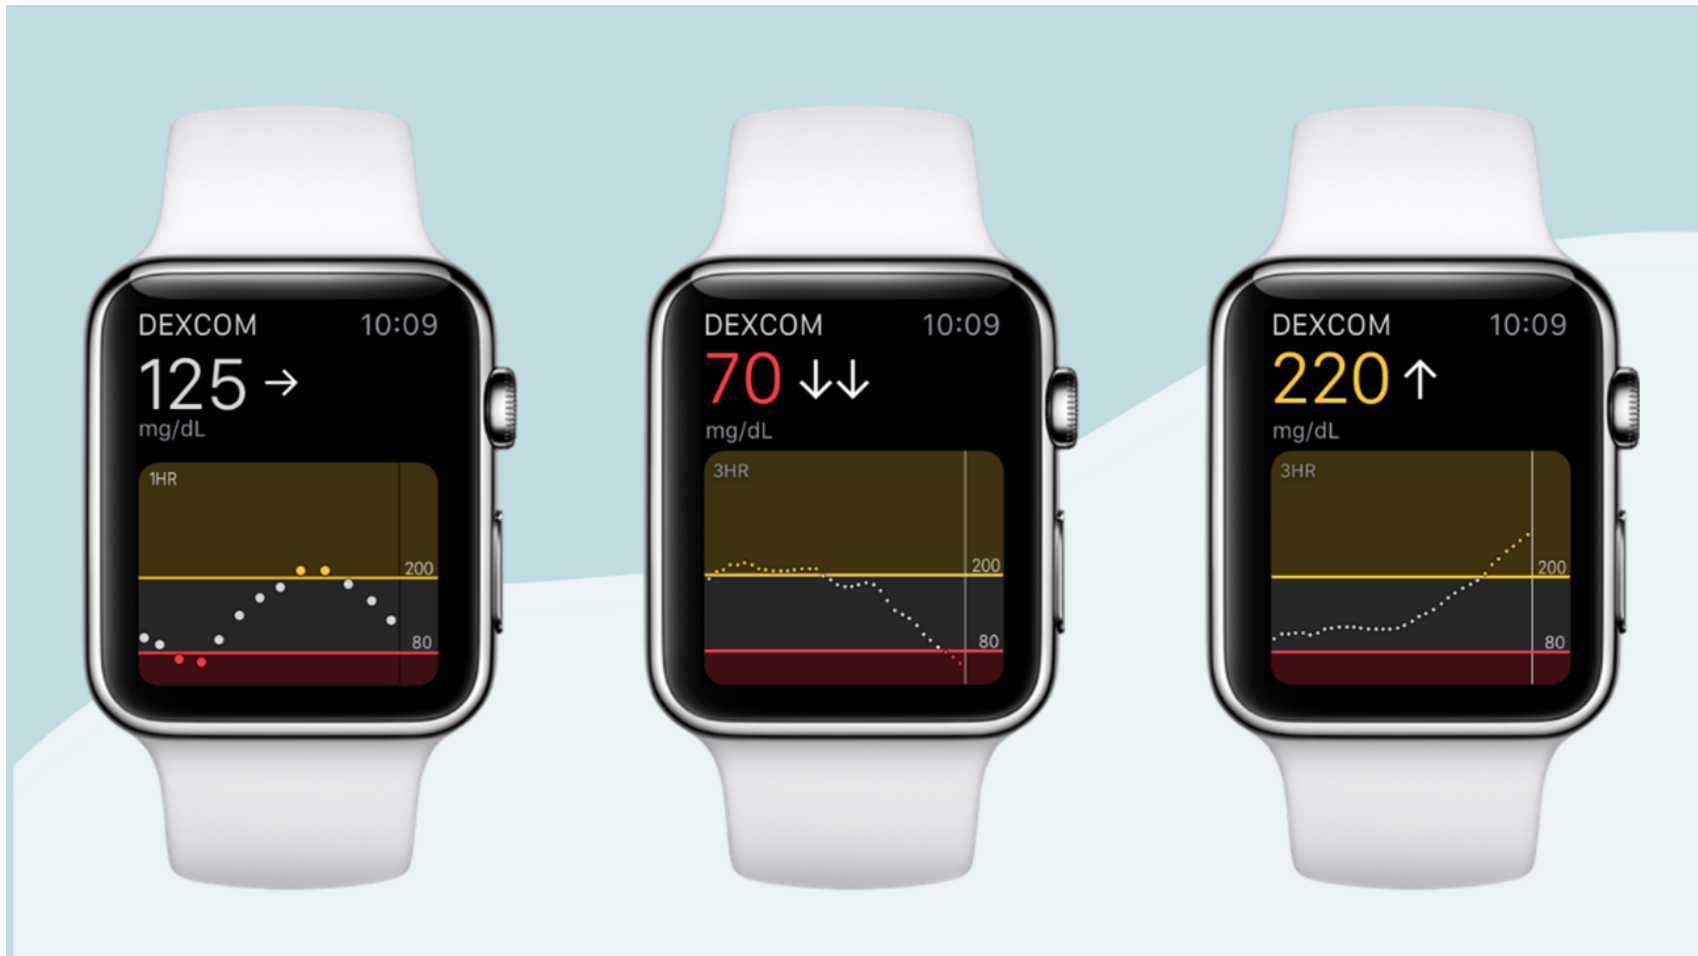 DEXCOM 10:09
125 →
mg/dL
1HR
200
80
DEXCOM 10:09
70 ↓↓
mg/dL
3HR
200
80
DEXCOM 10:09
220 ↑
mg/dL
3HR
200
80